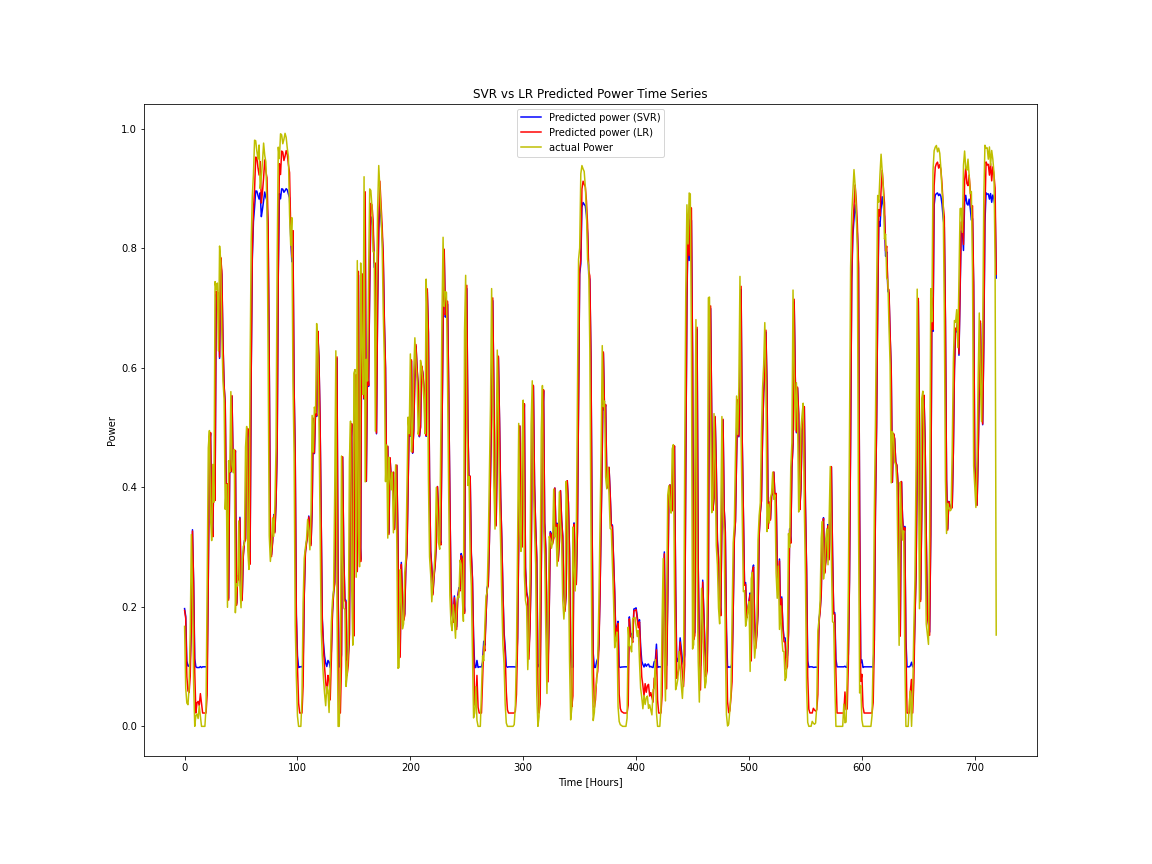 SVR vs LR Predicted Power Time Series
Predicted power (SVR)
Predicted power (LR)
actual Power
1.0
0.8
0.6
0.4
0.2
0.0
Power
0 100 200 300 400 500 600 700
Time [Hours]